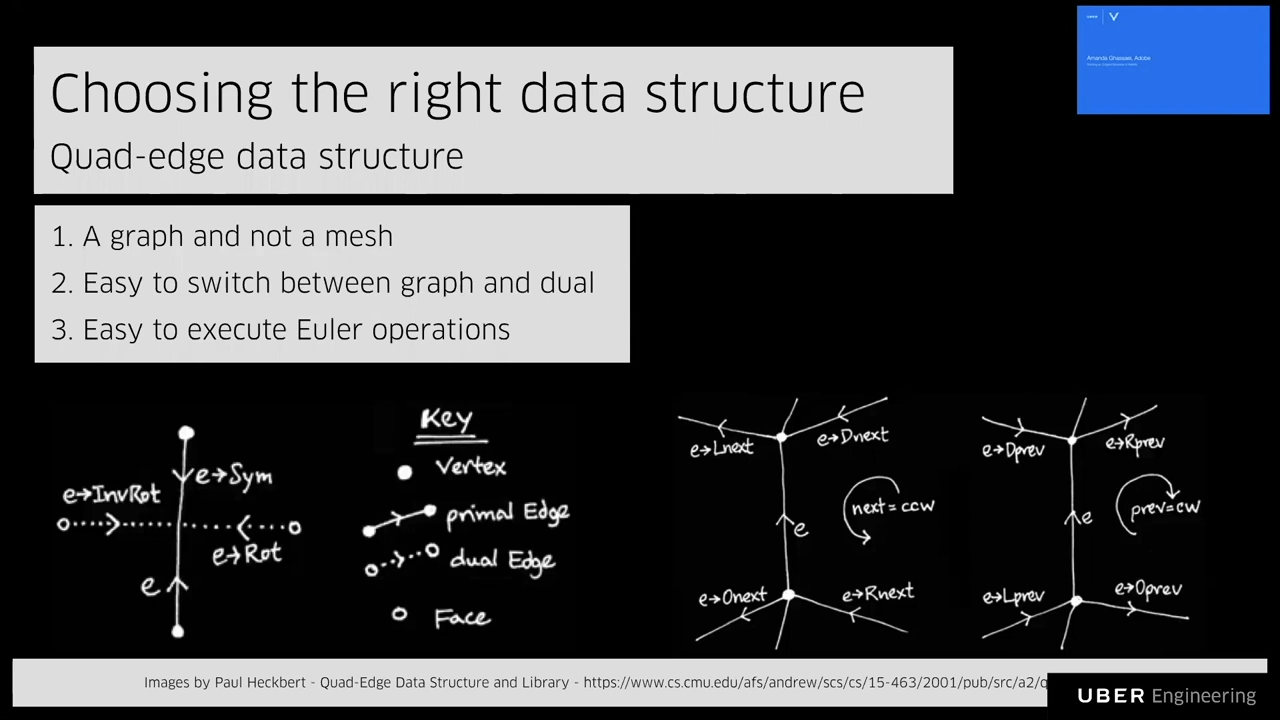 Choosing the right data structure
Quad-edge data structure
UBER
Amanda Ghassaei, Adobe
1. A graph and not a mesh
2. Easy to switch between graph and dual
3. Easy to execute Euler operations
e→InvRot
e→Sym
e→Rot
e
Key
Vertex
primal Edge
dual Edge
Face
e→Lnext
e→Dnext
next=ccw
e
e→Onext
e→Rnext
e→Dprev
e→Rprev
prev=cw
e
e→Lprev
e→Oprev
Images by Paul Heckbert - Quad-Edge Data Structure and Library - https://www.cs.cmu.edu/afs/andrew/scs/cs/15-463/2001/pub/src/a2/q
UBER Engineering